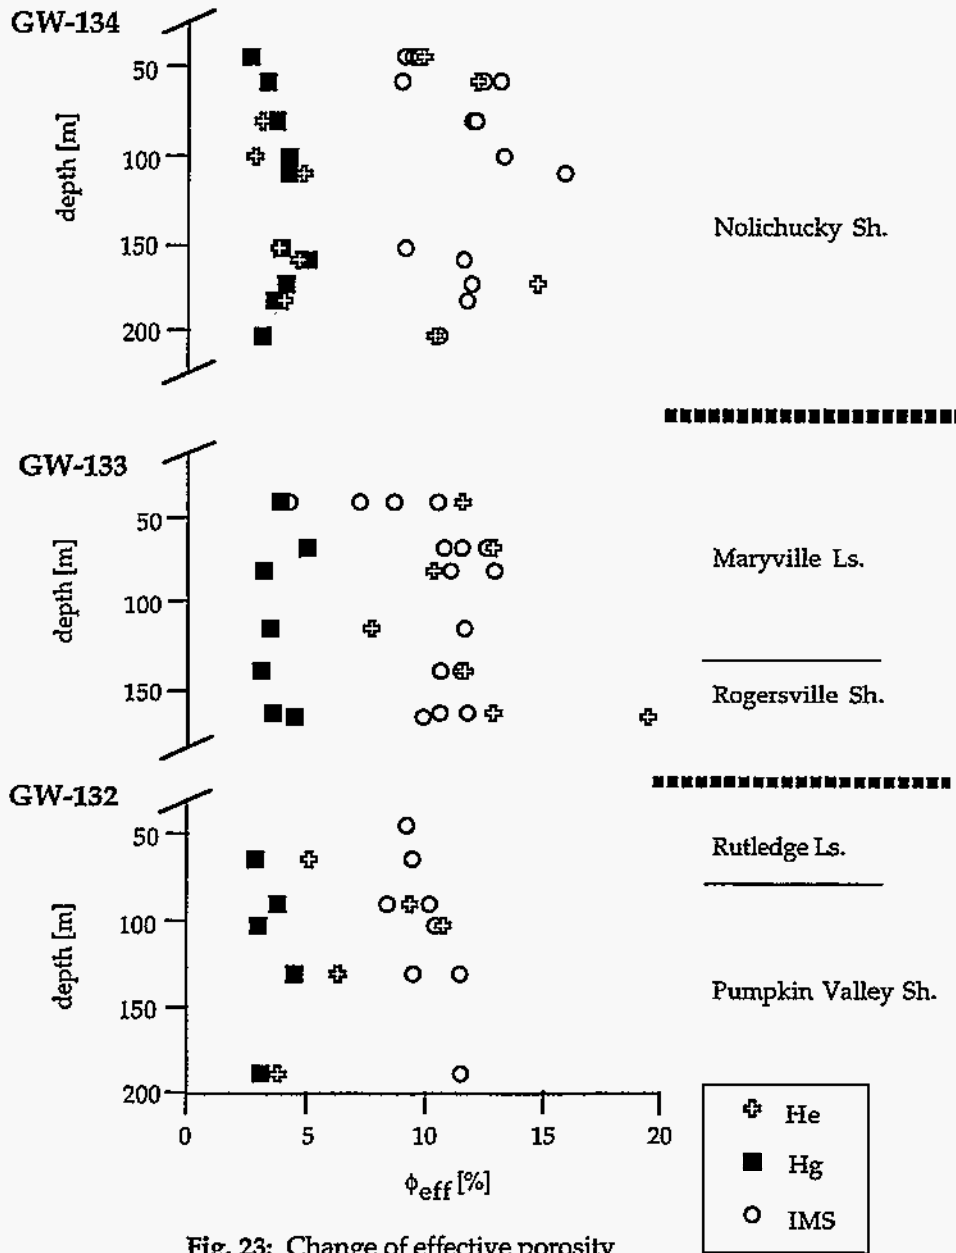 GW-134
50
100
150
200
depth [m]
Nolichucky Sh.
GW-133
50
100
150
depth [m]
Maryville Ls.
Rogersville Sh.
GW-132
50
100
150
200
depth [m]
Rutledge Ls.
Pumpkin Valley Sh.
0 5 10 15 20
ϕeff [%]
He
Hg
IMS
Fig. 23: Change of effective porosity